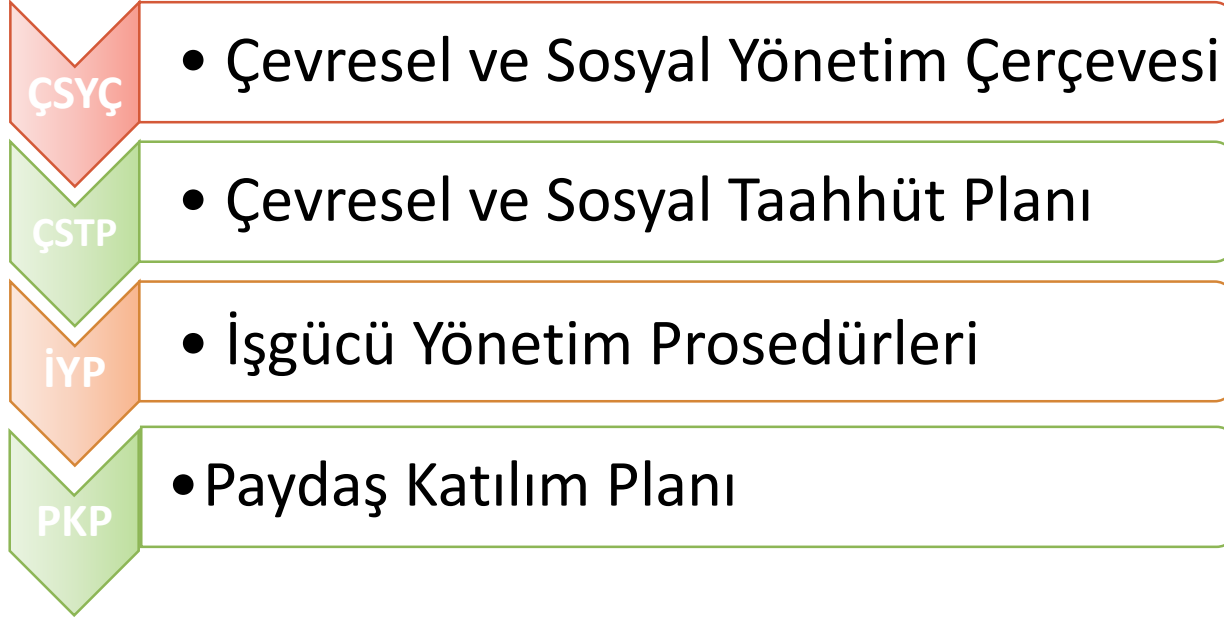 ÇSYÇ
• Çevresel ve Sosyal Yönetim Çerçevesi
ÇSTP
• Çevresel ve Sosyal Taahhüt Planı
İYP
• İşgücü Yönetim Prosedürleri
PKP
•Paydaş Katılım Planı